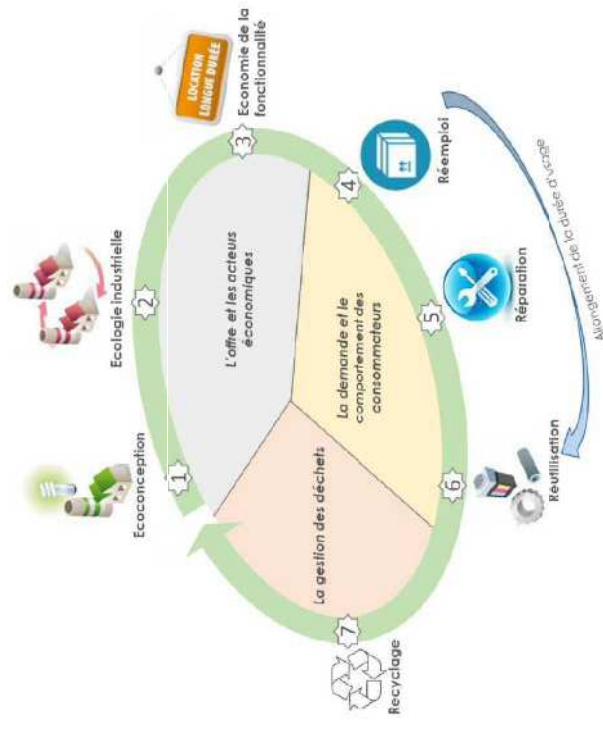 Ecoconception
1
Ecologie industrielle
2
LOCATION
LONGUE DURÉE
3
Economie de la
fonctionnalité
L'offre et les acteurs
économiques
4
Réemploi
La demande et le
comportement des
consommateurs
5
Réparation
Allongement de la durée d'usage
6
Réutilisation
La gestion des déchets
7
Recyclage